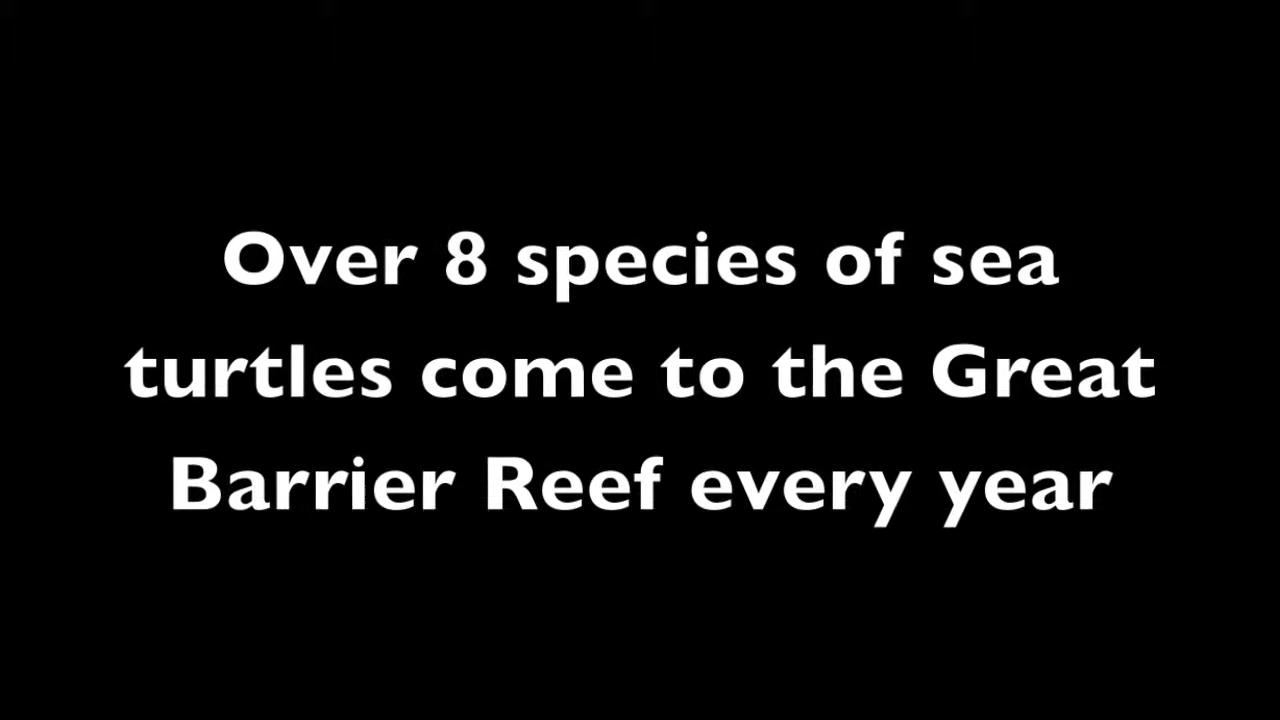 Over 8 species of sea
turtles come to the Great
Barrier Reef every year